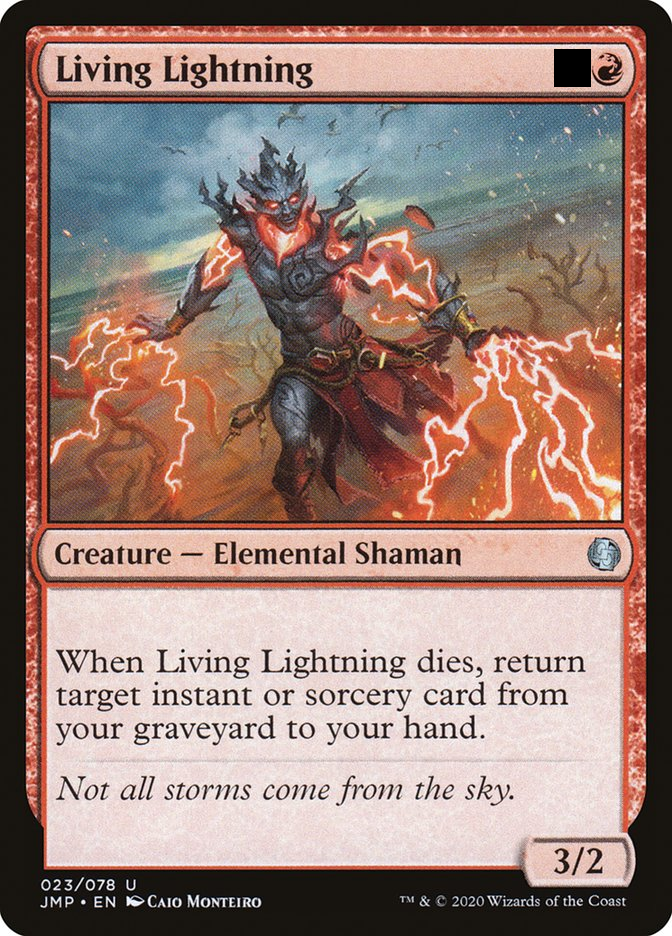 Living Lightning
Creature — Elemental Shaman
When Living Lightning dies, return
target instant or sorcery card from
your graveyard to your hand.
Not all storms come from the sky.
3/2
023/078 U
JMP • EN Caio Monteiro
™ & © 2020 Wizards of the Coast